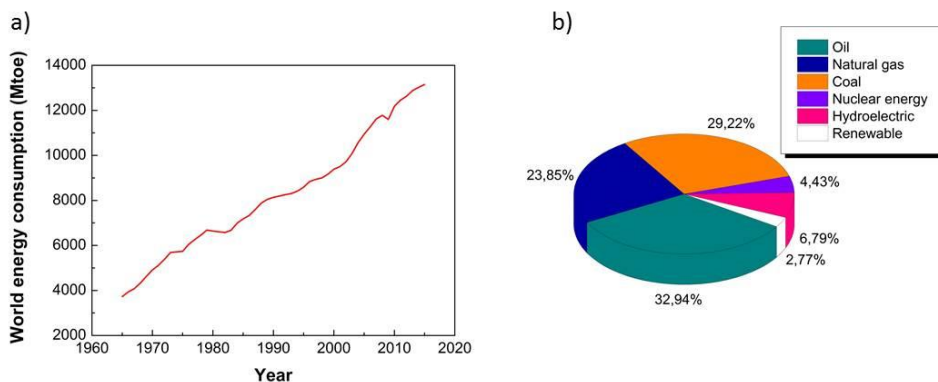 a)
World energy consumption (Mtoe)
14000
12000
10000
8000
6000
4000
2000
1960 1970 1980 1990 2000 2010 2020
Year
b)
Oil
Natural gas
Coal
Nuclear energy
Hydroelectric
Renewable
29,22%
23,85%
4,43%
6,79%
2,77%
32,94%